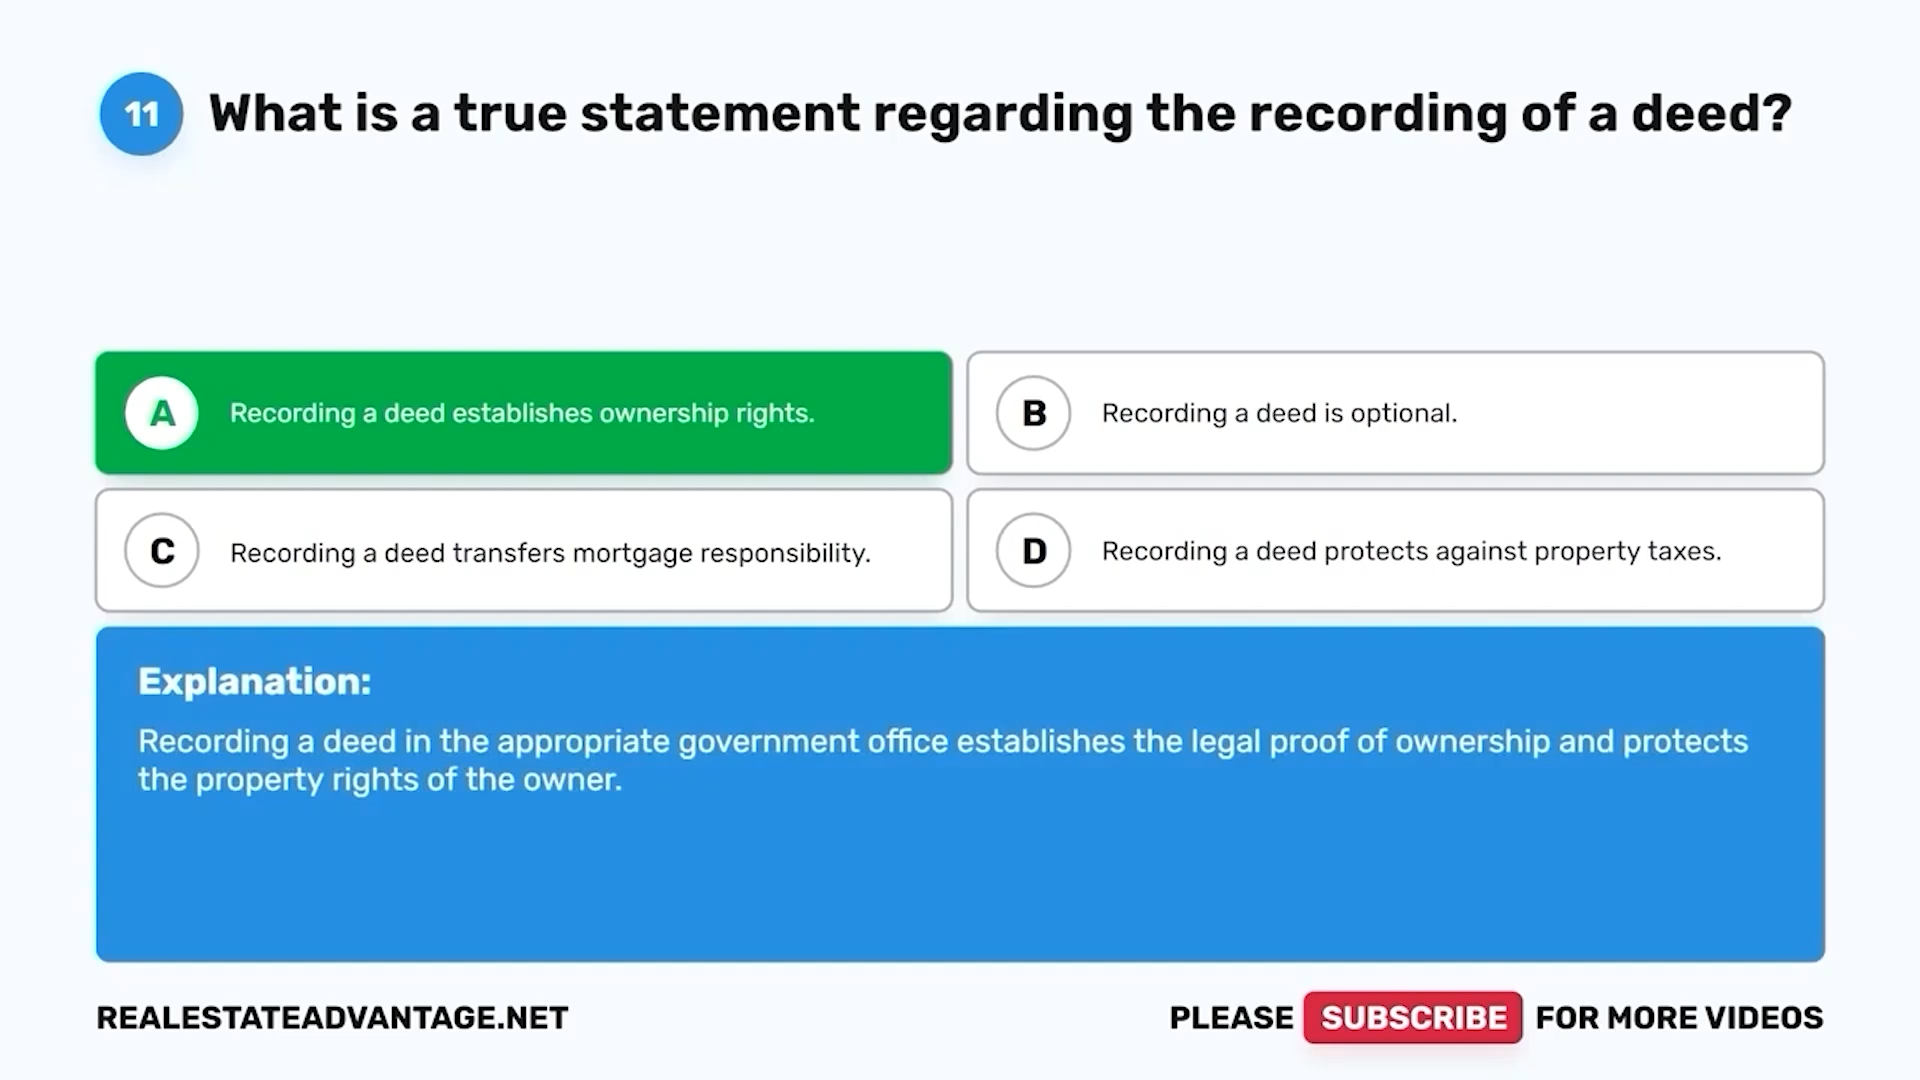 11 What is a true statement regarding the recording of a deed?
A Recording a deed establishes ownership rights.
B Recording a deed is optional.
C Recording a deed transfers mortgage responsibility.
D Recording a deed protects against property taxes.
Explanation:
Recording a deed in the appropriate government office establishes the legal proof of ownership and protects
the property rights of the owner.
REALESTATEADVANTAGE.NET
PLEASE SUBSCRIBE FOR MORE VIDEOS